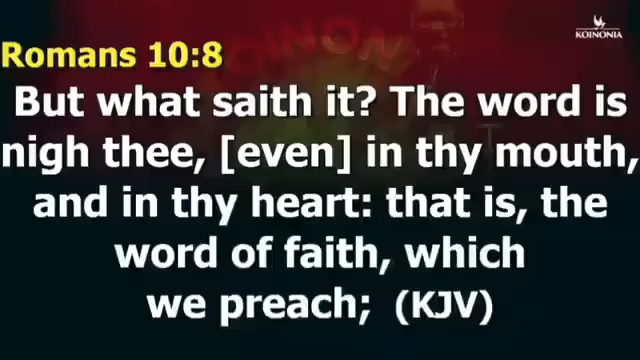 KOINONIA
Romans 10:8
But what saith it? The word is
nigh thee, [even] in thy mouth,
and in thy heart: that is, the
word of faith, which
we preach; (KJV)